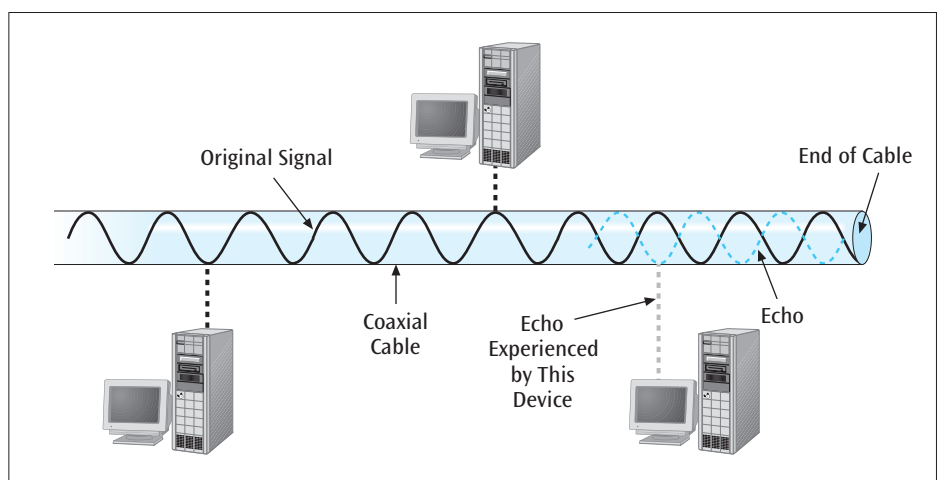 Original Signal
End of Cable
Coaxial
Cable
Echo
Experienced
by This
Device
Echo